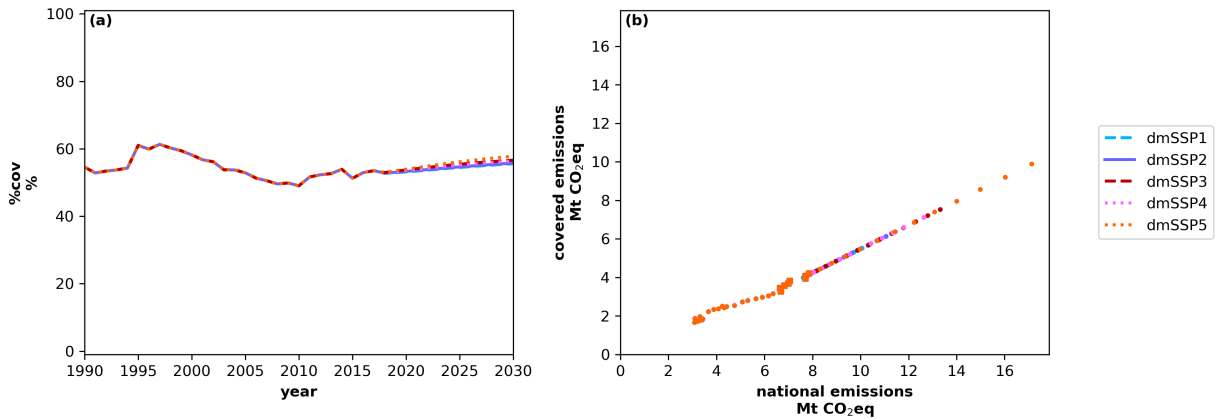 (a)
100
80
60
40
20
0
%cov
%
1990 1995 2000 2005 2010 2015 2020 2025 2030
year
(b)
16
14
12
10
8
6
4
2
0
covered emissions
Mt CO₂eq
0 2 4 6 8 10 12 14 16
national emissions
Mt CO₂eq
dmSSP1
dmSSP2
dmSSP3
dmSSP4
dmSSP5